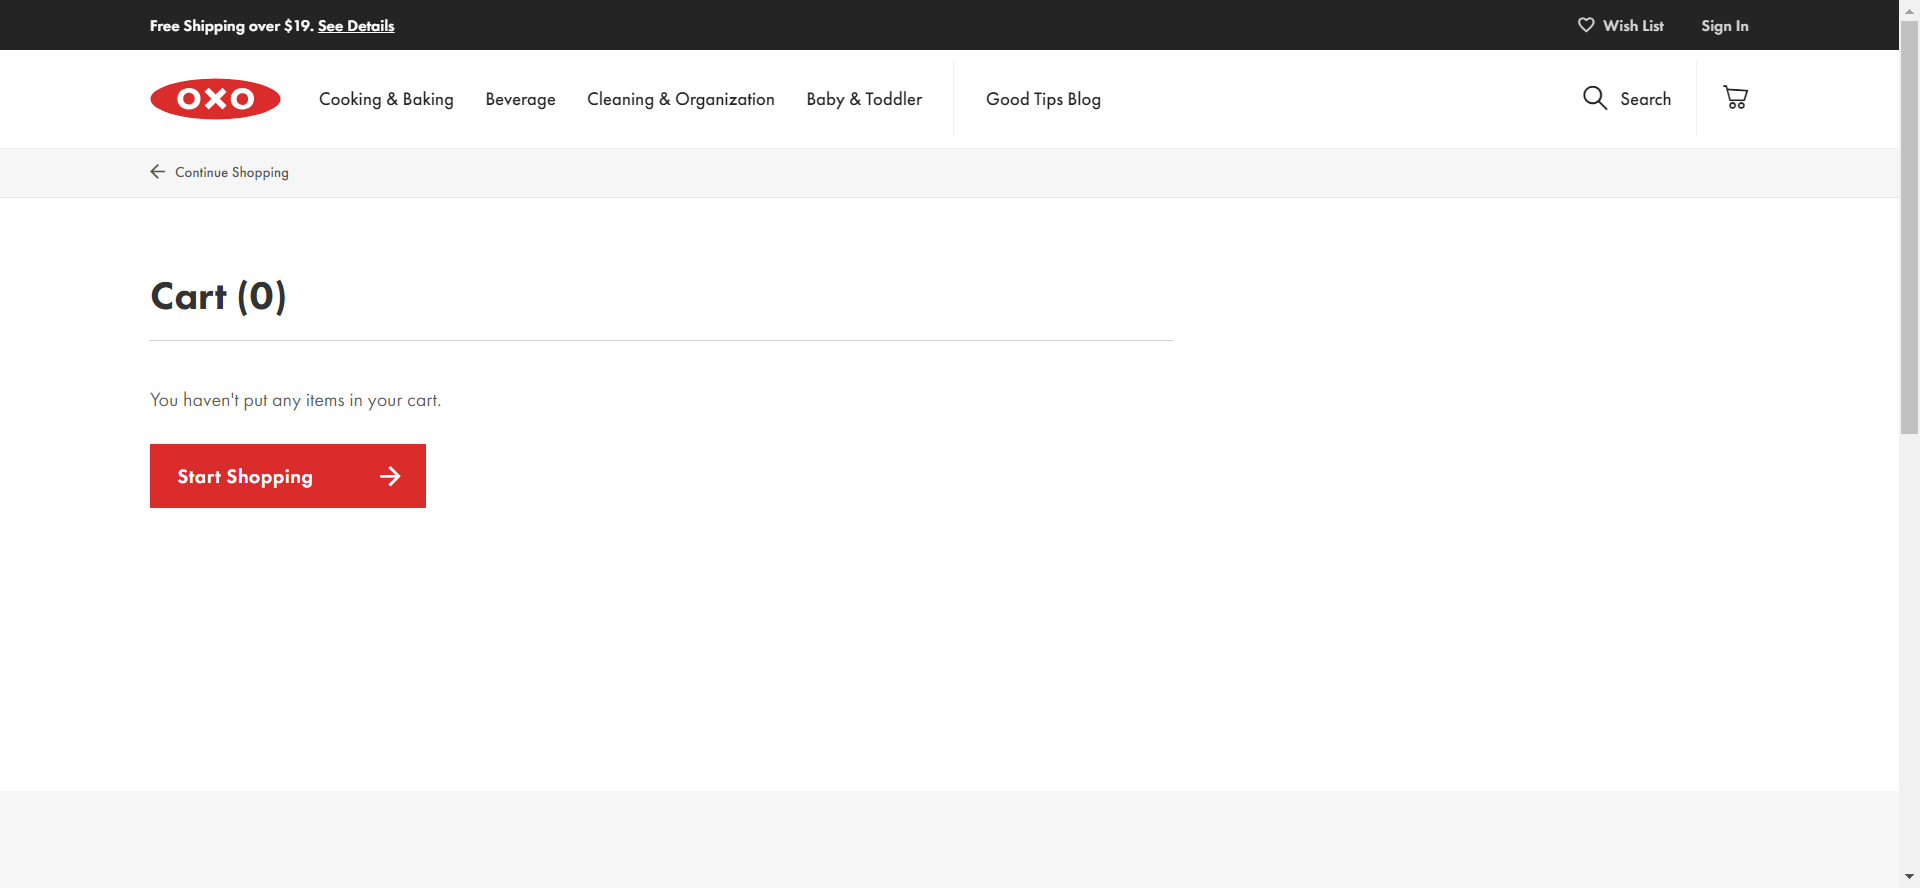 Free Shipping over $19. See Details
Wish List
Sign In
OXO
Cooking & Baking
Beverage
Cleaning & Organization
Baby & Toddler
Good Tips Blog
Search
Continue Shopping
Cart (0)
You haven't put any items in your cart.
Start Shopping